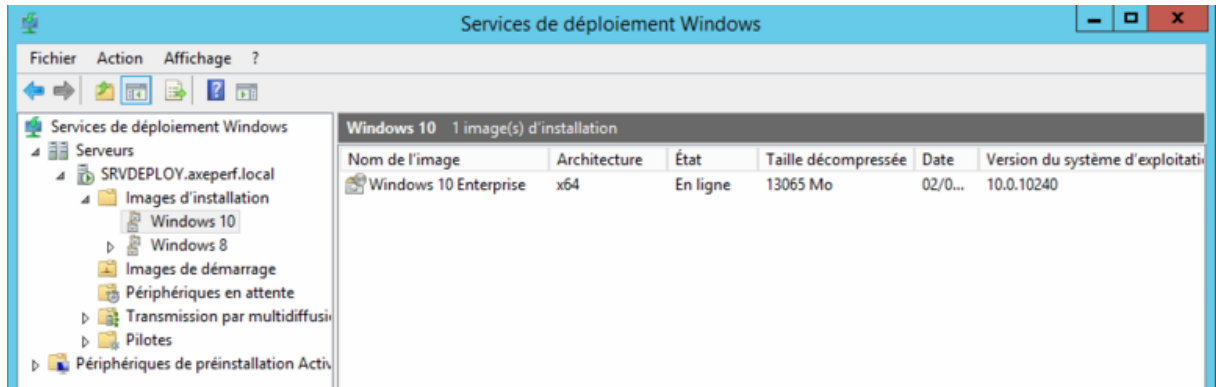 Services de déploiement Windows
Fichier Action Affichage ?
Services de déploiement Windows
Serveurs
SRVDEPLOY.axeperf.local
Images d'installation
Windows 10
Windows 8
Images de démarrage
Périphériques en attente
Transmission par multidiffusi
Pilotes
Périphériques de préinstallation Activ
Windows 10 1 image(s) d'installation
Nom de l'image Architecture État Taille décompressée Date Version du système d'exploitati
Windows 10 Enterprise x64 En ligne 13065 Mo 02/0... 10.0.10240